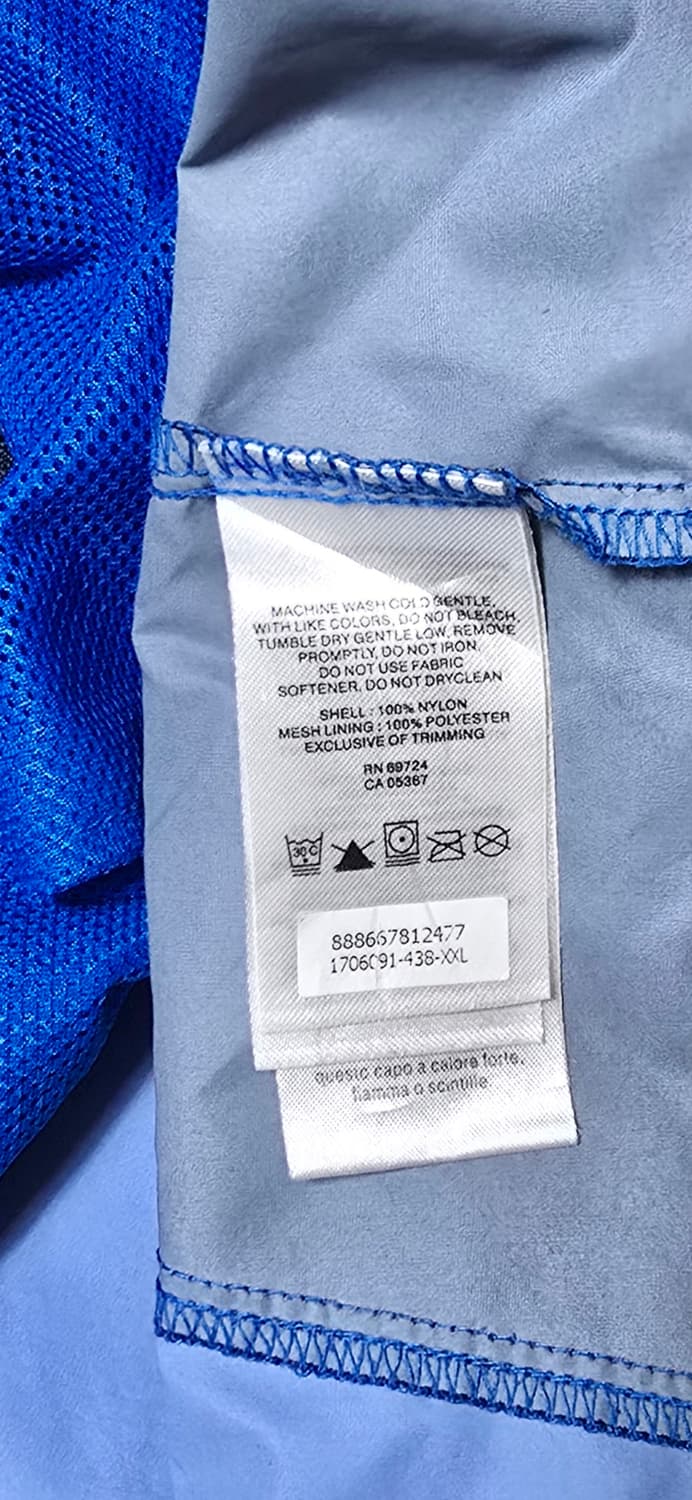 MACHINE WASH COLD GENTLE,
WITH LIKE COLORS, DO NOT BLEACH,
TUMBLE DRY GENTLE LOW, REMOVE
PROMPTLY, DO NOT IRON,
DO NOT USE FABRIC
SOFTENER, DO NOT DRYCLEAN
SHELL : 100% NYLON
MESH LINING : 100% POLYESTER
EXCLUSIVE OF TRIMMING
RN 69724
CA 05367
30 C
888667812477
1706091-438-XXL
questo capo a calore forte,
fiamma o scintille